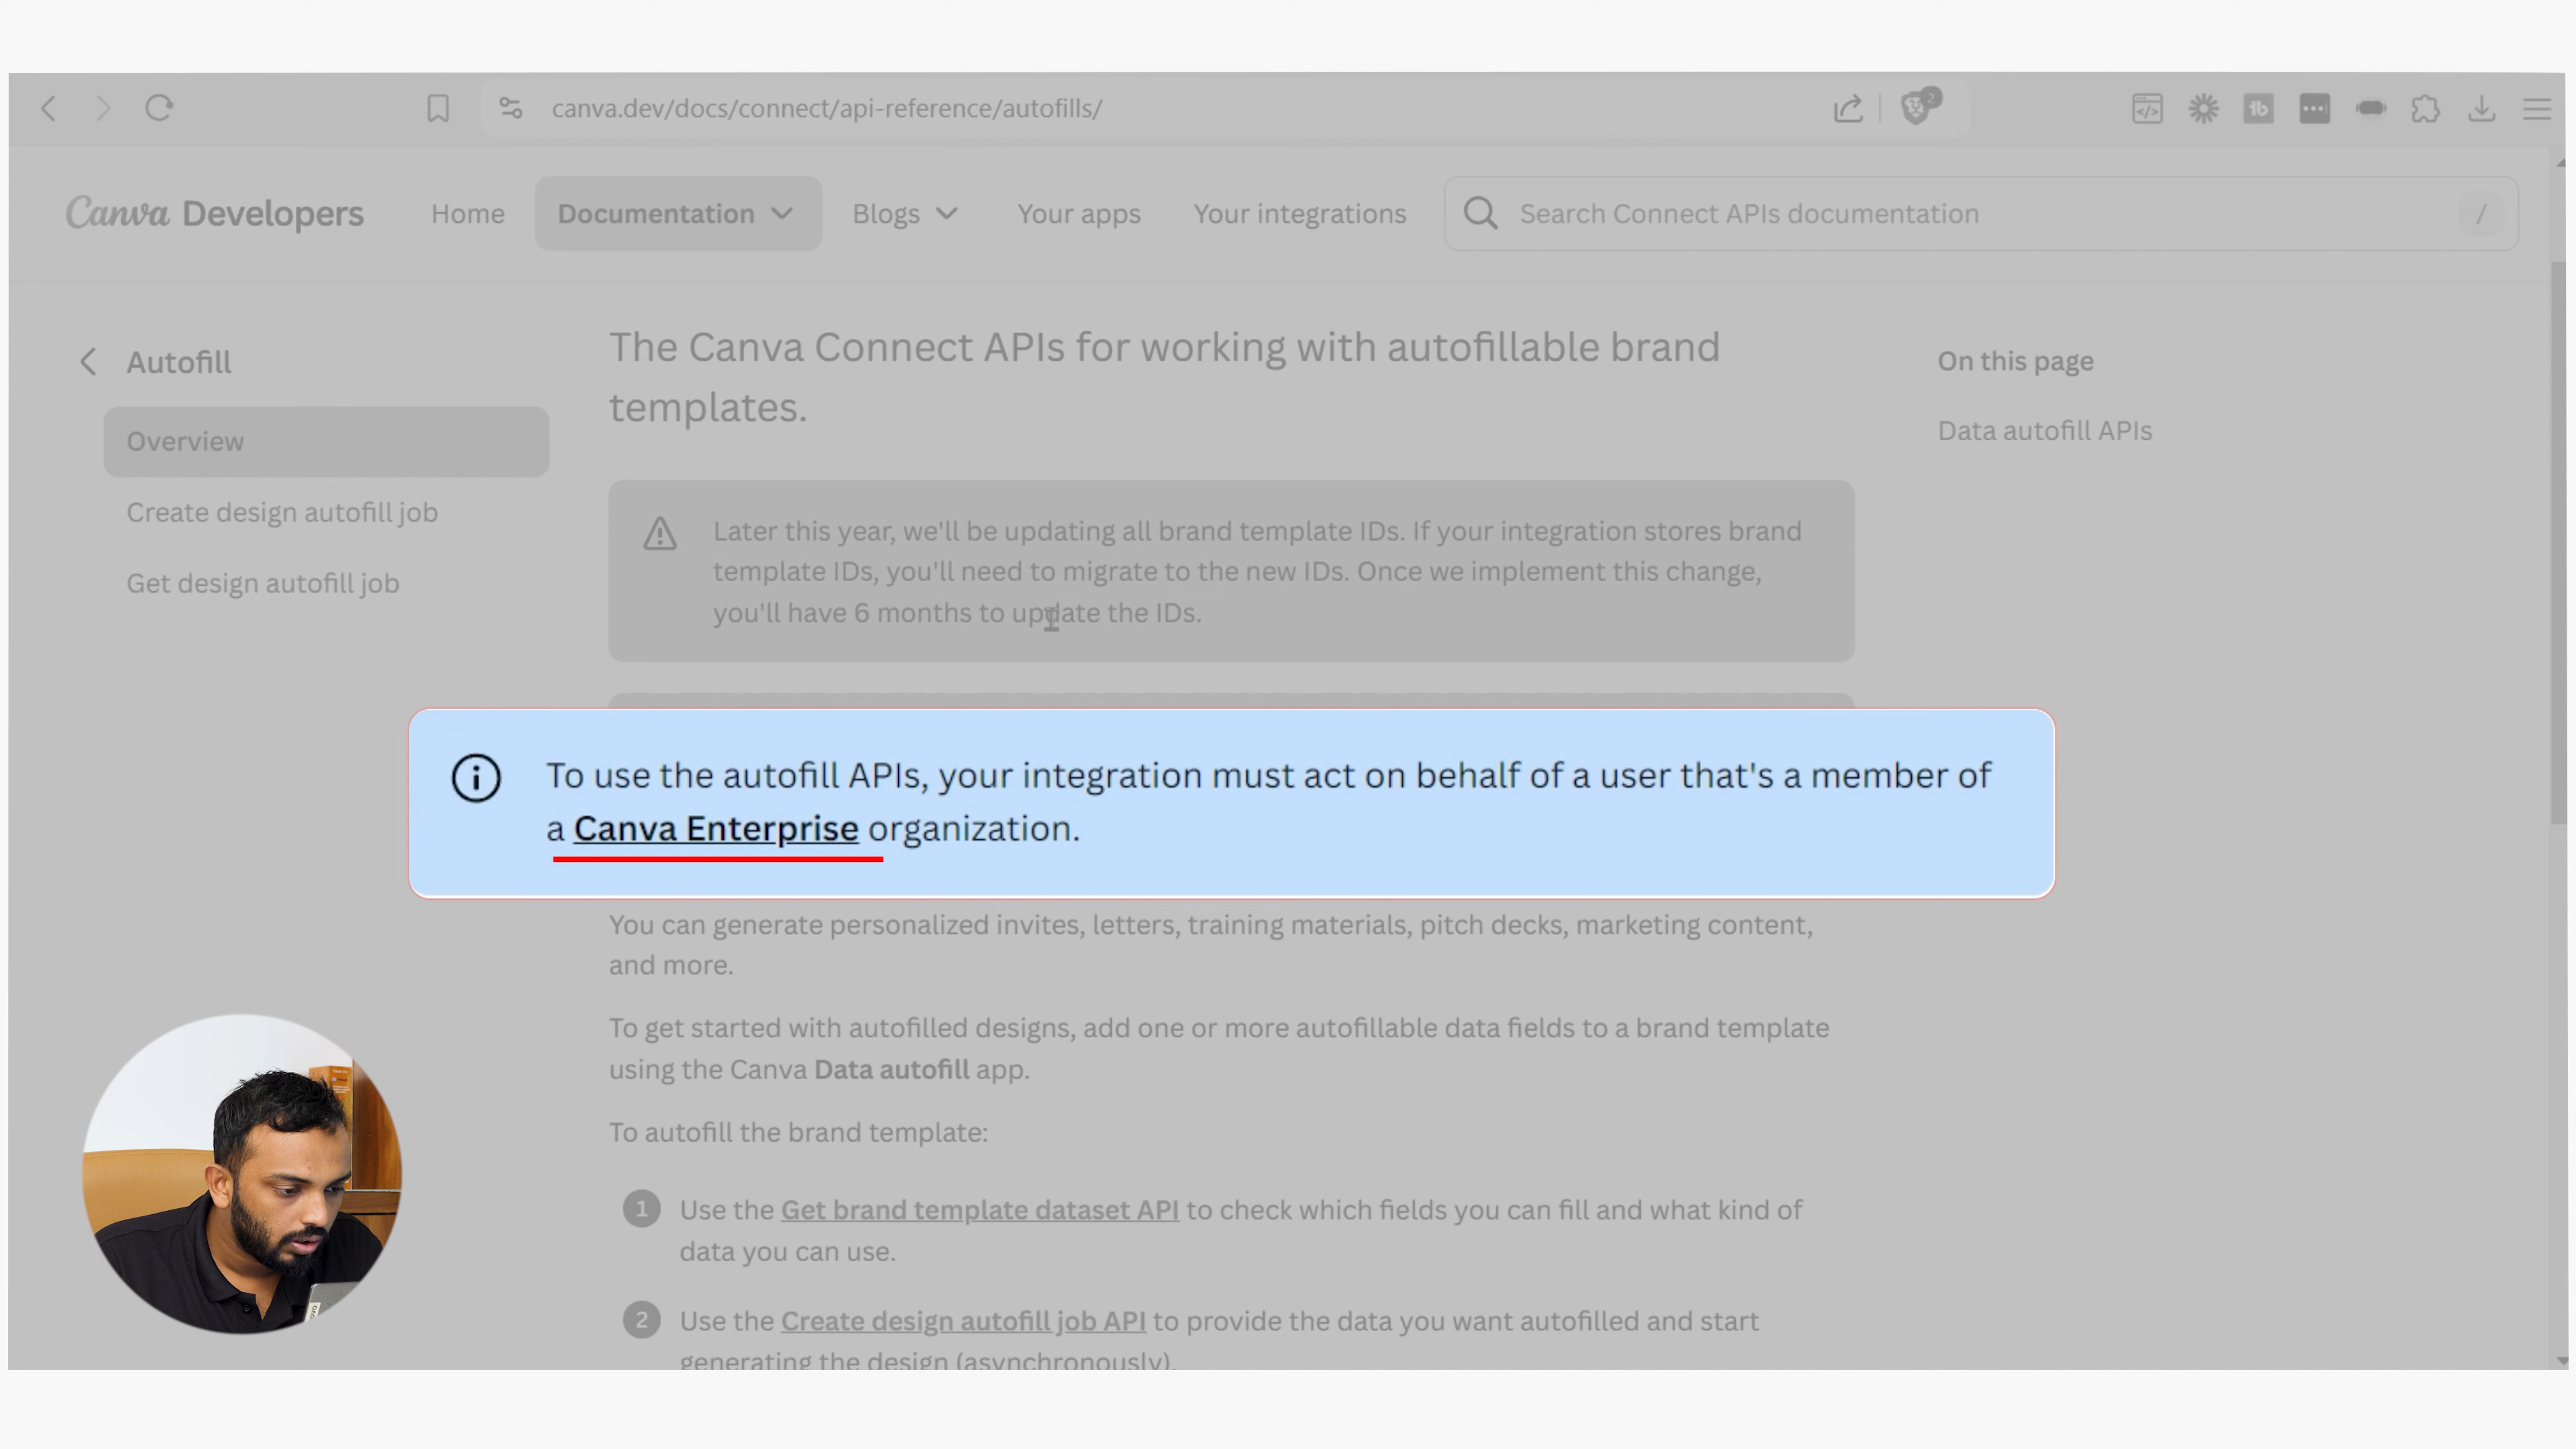 canva.dev/docs/connect/api-reference/autofills/
2
Canva Developers
Home
Documentation
Blogs
Your apps
Your integrations
Search Connect APIs documentation
/
Autofill
Overview
Create design autofill job
Get design autofill job
The Canva Connect APIs for working with autofillable brand
templates.
On this page
Data autofill APIs
Later this year, we'll be updating all brand template IDs. If your integration stores brand
template IDs, you'll need to migrate to the new IDs. Once we implement this change,
you'll have 6 months to update the IDs.
To use the autofill APIs, your integration must act on behalf of a user that's a member of
a Canva Enterprise organization.
You can generate personalized invites, letters, training materials, pitch decks, marketing content,
and more.
To get started with autofilled designs, add one or more autofillable data fields to a brand template
using the Canva Data autofill app.
To autofill the brand template:
1 Use the Get brand template dataset API to check which fields you can fill and what kind of
data you can use.
2 Use the Create design autofill job API to provide the data you want autofilled and start
generating the design (asynchronously).